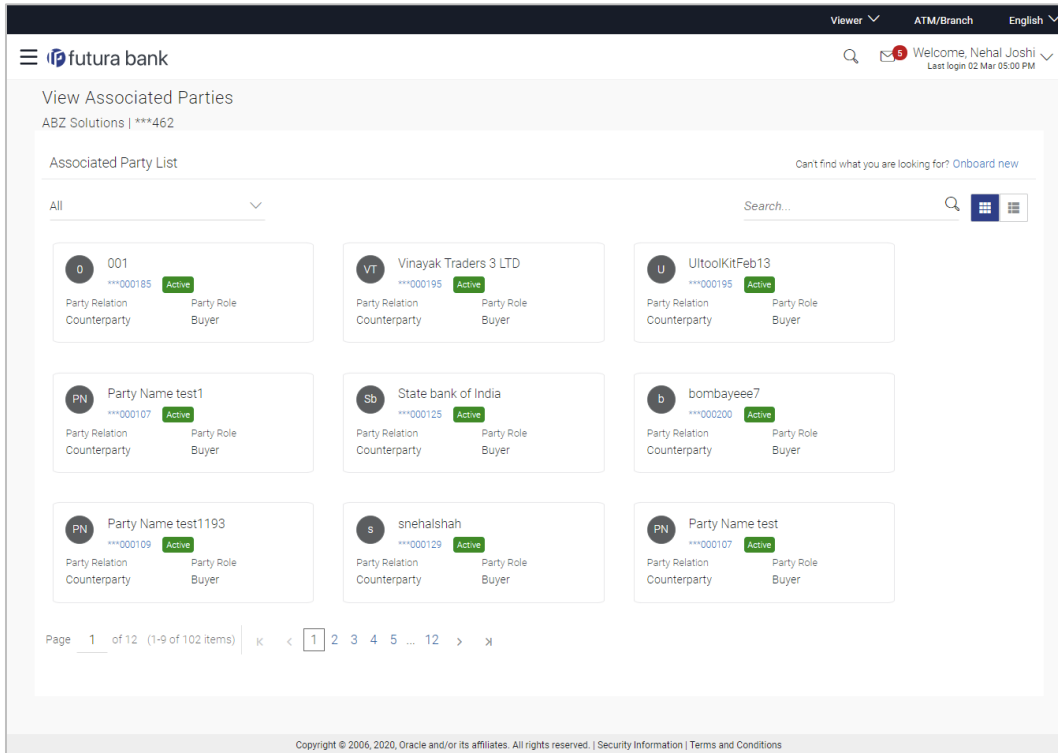 Viewer ATM/Branch English
futura bank 5 Welcome, Nehal Joshi
Last login 02 Mar 05:00 PM
View Associated Parties
ABZ Solutions | ***462
Associated Party List Can't find what you are looking for? Onboard new
All Search...
0 001 VT Vinayak Traders 3 LTD U UItoolKitFeb13
***000185 Active ***000195 Active ***000195 Active
Party Relation Party Role Party Relation Party Role Party Relation Party Role
Counterparty Buyer Counterparty Buyer Counterparty Buyer
PN Party Name test1 Sb State bank of India b bombayeee7
***000107 Active ***000125 Active ***000200 Active
Party Relation Party Role Party Relation Party Role Party Relation Party Role
Counterparty Buyer Counterparty Buyer Counterparty Buyer
PN Party Name test1193 s snehalshah PN Party Name test
***000109 Active ***000129 Active ***000107 Active
Party Relation Party Role Party Relation Party Role Party Relation Party Role
Counterparty Buyer Counterparty Buyer Counterparty Buyer
Page 1 of 12 (1-9 of 102 items) 1 2 3 4 5 ... 12
Copyright © 2006, 2020, Oracle and/or its affiliates. All rights reserved. | Security Information | Terms and Conditions